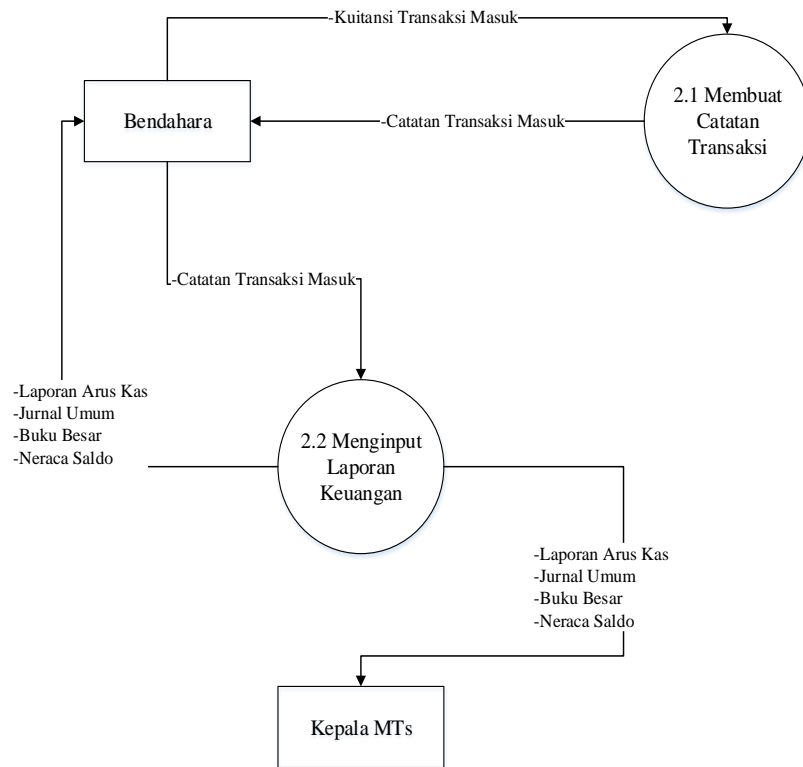 -Kuitansi Transaksi Masuk
2.1 Membuat
Catatan
Transaksi
Bendahara
-Catatan Transaksi Masuk
-Catatan Transaksi Masuk
-Laporan Arus Kas
-Jurnal Umum
-Buku Besar
-Neraca Saldo
2.2 Menginput
Laporan
Keuangan
-Laporan Arus Kas
-Jurnal Umum
-Buku Besar
-Neraca Saldo
Kepala MTs